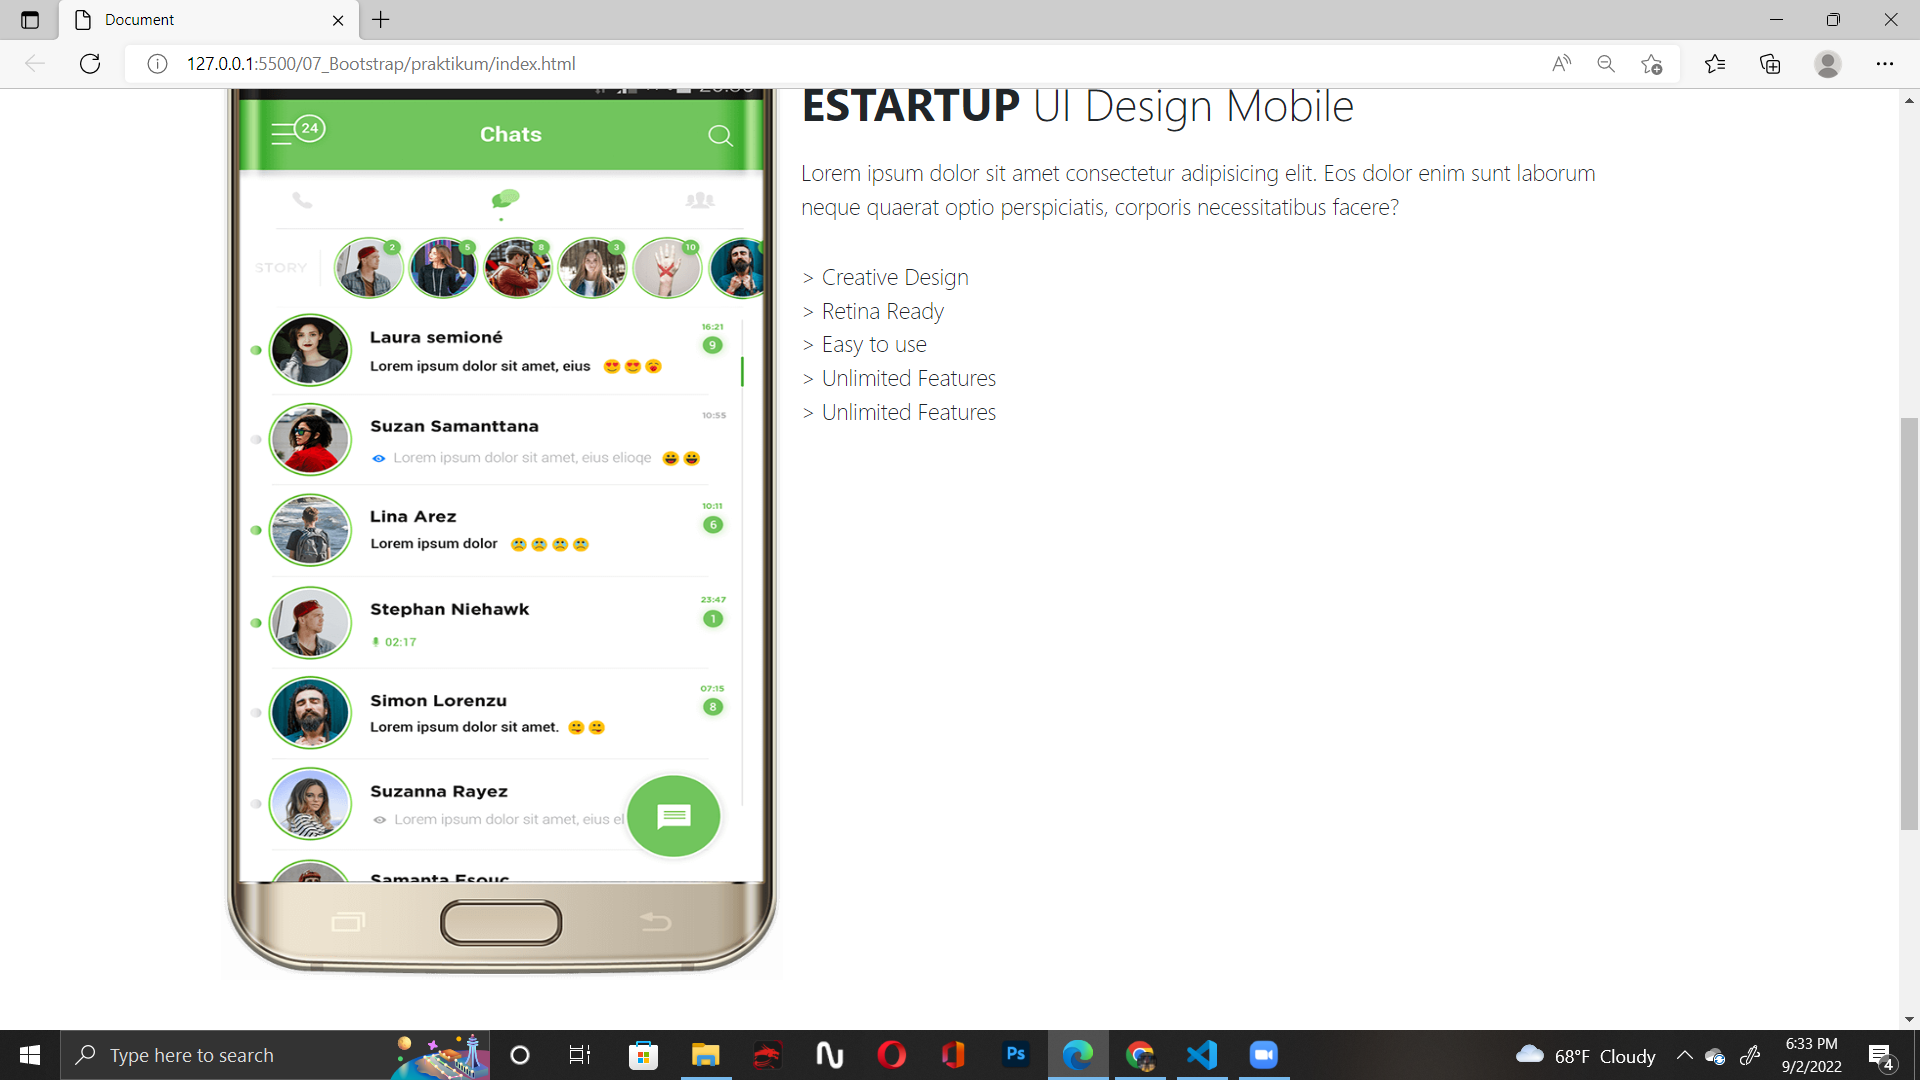 Document
127.0.0.1:5500/07_Bootstrap/praktikum/index.html
24
Chats
STORY
2
5
8
3
10
Laura semioné
16:21
9
Lorem ipsum dolor sit amet, eius
Suzan Samanttana
10:55
Lorem ipsum dolor sit amet, eius elioqe
Lina Arez
10:11
6
Lorem ipsum dolor
Stephan Niehawk
23:47
1
02:17
Simon Lorenzu
07:15
8
Lorem ipsum dolor sit amet.
Suzanna Rayez
Lorem ipsum dolor sit amet, eius el
Samanta Esouc
ESTARTUP UI Design Mobile
Lorem ipsum dolor sit amet consectetur adipisicing elit. Eos dolor enim sunt laborum
neque quaerat optio perspiciatis, corporis necessitatibus facere?
> Creative Design
> Retina Ready
> Easy to use
> Unlimited Features
> Unlimited Features
Type here to search
Ps
68°F Cloudy
6:33 PM
9/2/2022
4